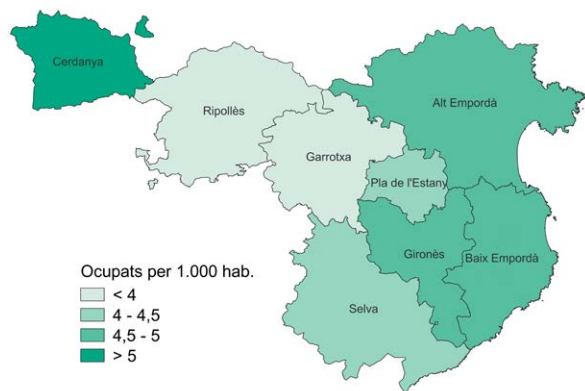 Cerdanya
Ripollès
Alt Empordà
Garrotxa
Pla de l'Estany
Gironès
Baix Empordà
Selva
Ocupats per 1.000 hab.
< 4
4 - 4,5
4,5 - 5
> 5